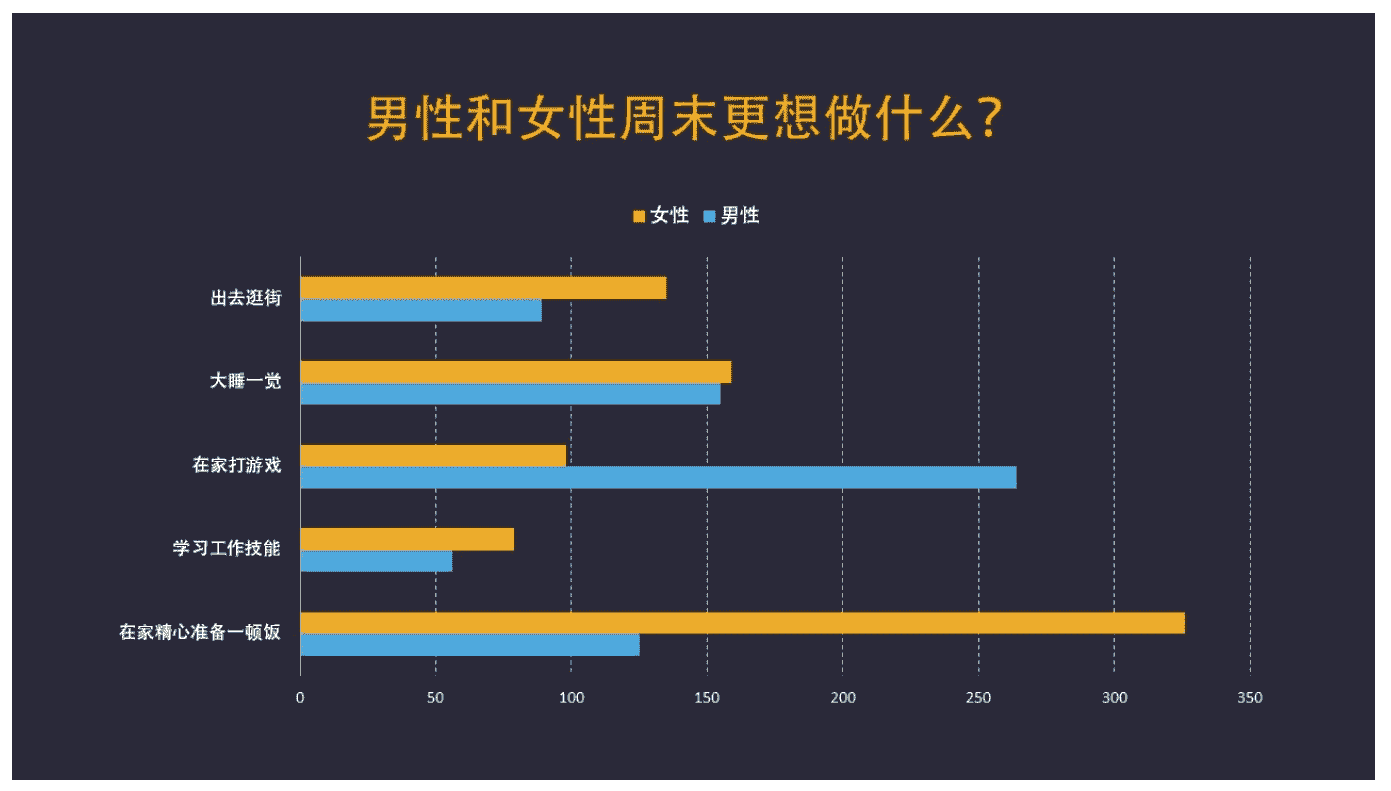 男性和女性周末更想做什么?
女性 男性
出去逛街
大睡一觉
在家打游戏
学习工作技能
在家精心准备一顿饭
0 50 100 150 200 250 300 350